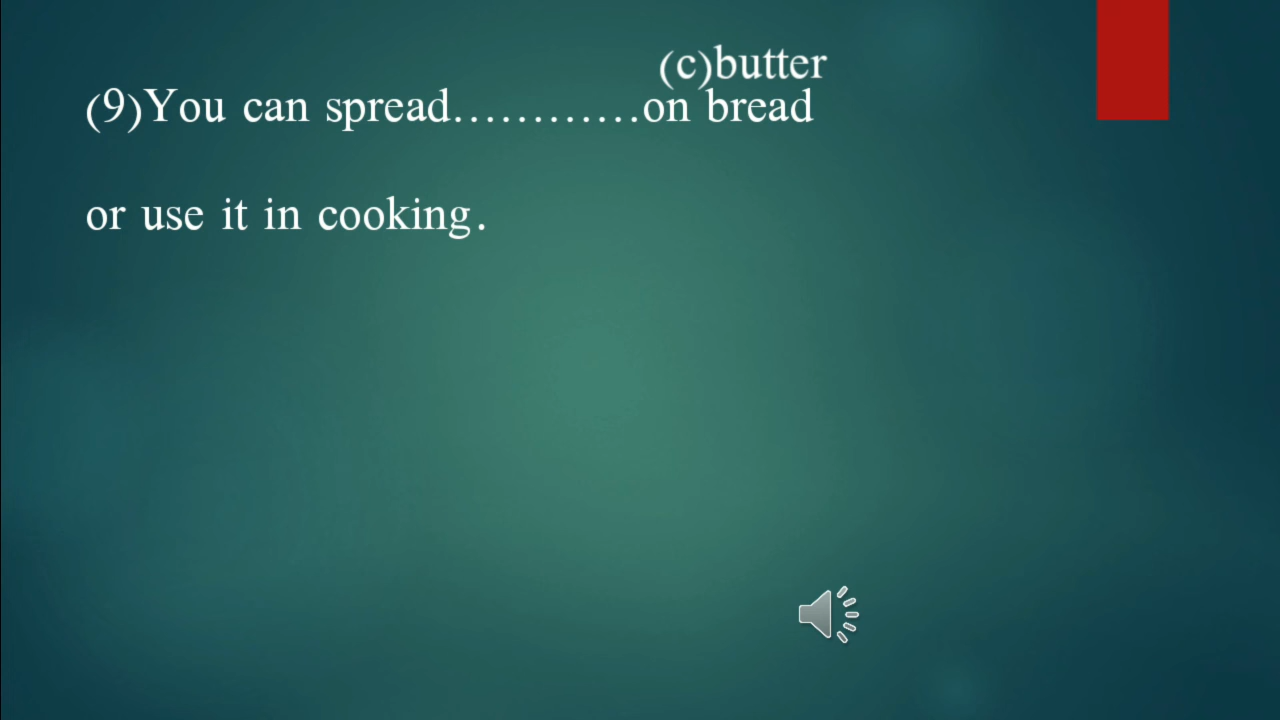 (c)butter
(9)You can spread............on bread
or use it in cooking.